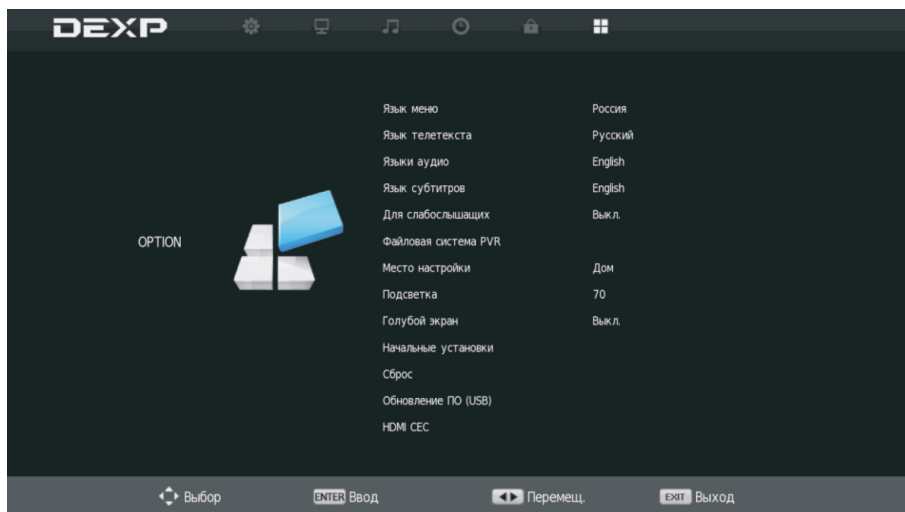 DEXP
Язык меню Россия
Язык телетекста Русский
Языки аудио English
Язык субтитров English
Для слабослышащих Выкл.
OPTION
Файловая система PVR
Место настройки Дом
Подсветка 70
Голубой экран Выкл.
Начальные установки
Сброс
Обновление ПО (USB)
HDMI CEC
Выбор ENTER Ввод Перемещ. EXIT Выход